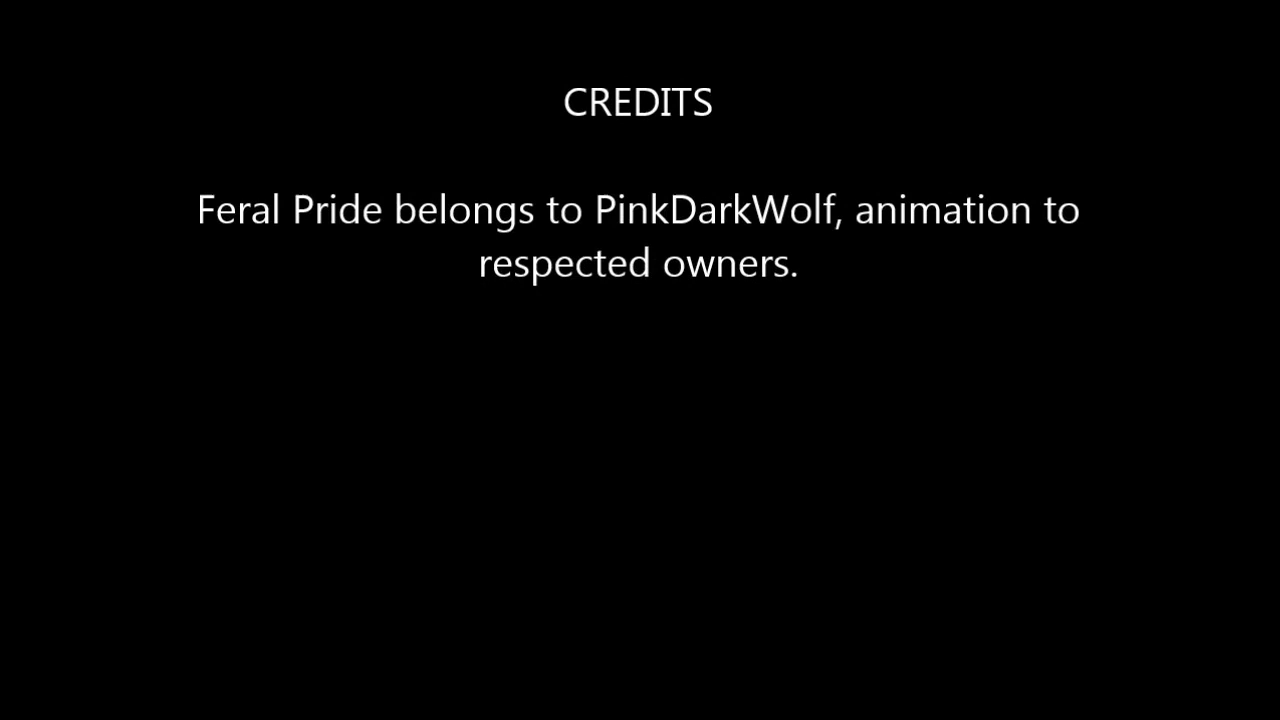 CREDITS
Feral Pride belongs to PinkDarkWolf, animation to
respected owners.